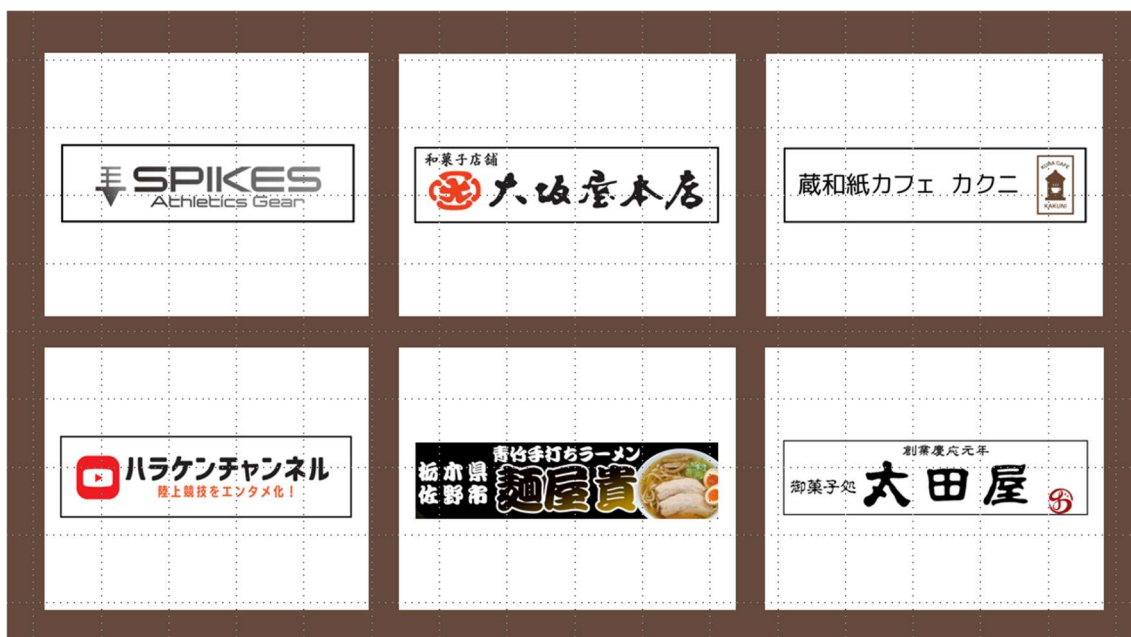 SPIKES
Athletics Gear
和菓子店舗
大坂屋本店
蔵和紙カフェ カクニ
KURA CAFE
KAKUNI
ハラケンチャンネル
陸上競技をエンタメ化！
青竹手打ちラーメン
栃木県
佐野市
麺屋貴
創業慶応元年
御菓子処 太田屋